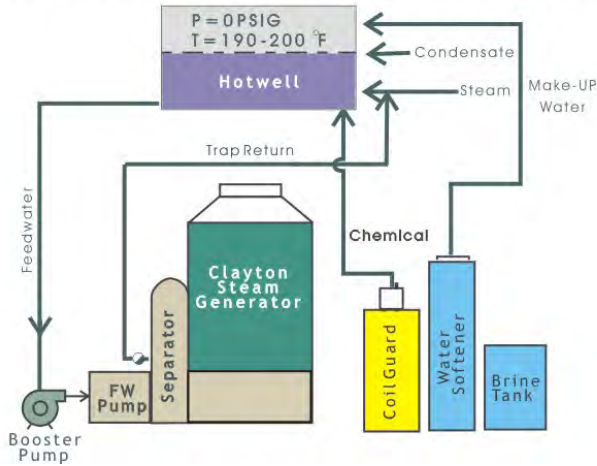 P = 0PSIG
T = 190-200 °F
Hotwell
Condensate
Steam
Make-UP
Water
Trap Return
Feedwater
Chemical
Clayton
Steam
Generator
Separator
FW
Pump
Booster
Pump
Coil Guard
Water
Softener
Brine
Tank